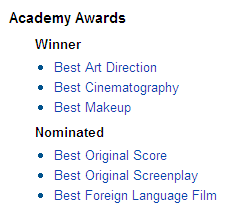 Academy Awards
Winner
Best Art Direction
Best Cinematography
Best Makeup
Nominated
Best Original Score
Best Original Screenplay
Best Foreign Language Film